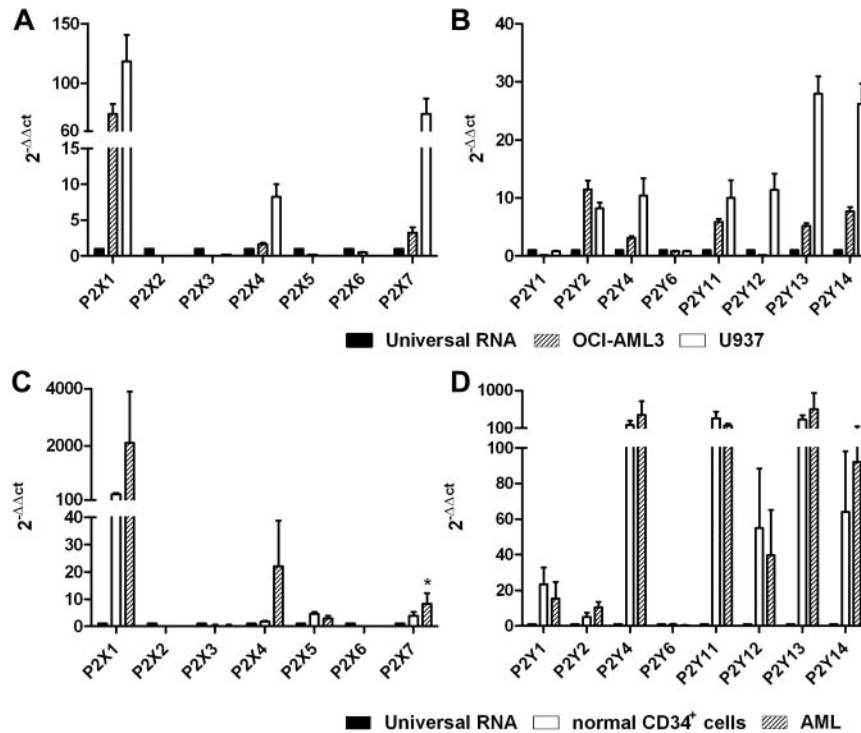 A
B
150
100
60
15
10
5
0
2^-ΔΔct
P2X1 P2X2 P2X3 P2X4 P2X5 P2X6 P2X7
40
30
20
10
0
2^-ΔΔct
P2Y1 P2Y2 P2Y4 P2Y6 P2Y11 P2Y12 P2Y13 P2Y14
Universal RNA OCI-AML3 U937
C
D
4000
2000
100
40
30
20
10
0
2^-ΔΔct
*
P2X1 P2X2 P2X3 P2X4 P2X5 P2X6 P2X7
1000
100
100
80
60
40
20
0
2^-ΔΔct
P2Y1 P2Y2 P2Y4 P2Y6 P2Y11 P2Y12 P2Y13 P2Y14
Universal RNA normal CD34⁺ cells AML